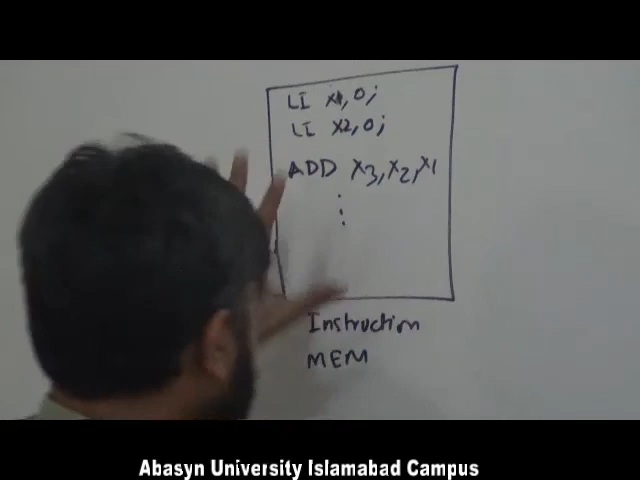 LI x1,0;
LI x2,0;
ADD x3,x2,x1
Instruction
MEM
Abasyn University Islamabad Campus